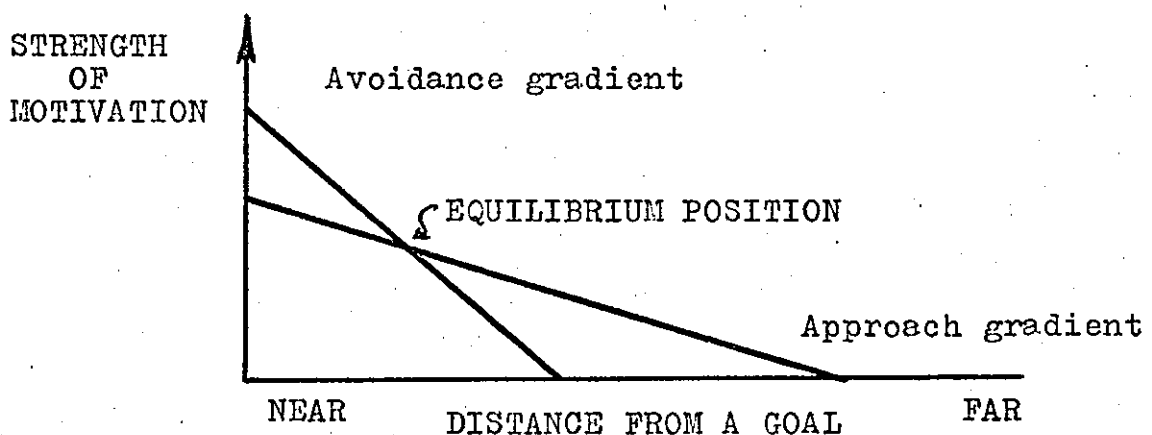 STRENGTH
OF
MOTIVATION
Avoidance gradient
EQUILIBRIUM POSITION
Approach gradient
NEAR
DISTANCE FROM A GOAL
FAR